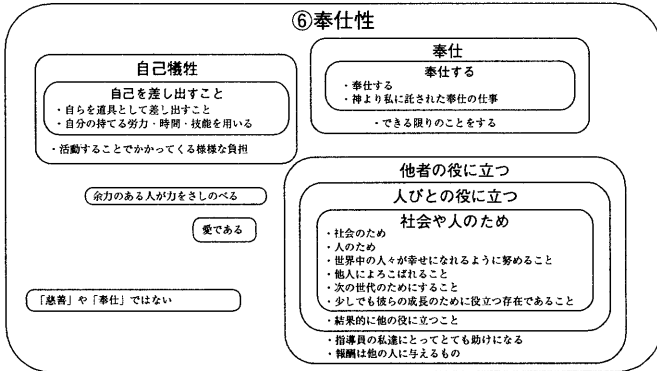 ⑥奉仕性
自己犠牲
自己を差し出すこと
・自らを道具として差し出すこと
・自分の持てる労力・時間・技能を用いる
・活動することでかかってくる様様な負担
奉仕
奉仕する
・奉仕する
・神より私に託された奉仕の仕事
・できる限りのことをする
余力のある人が力をさしのべる
愛である
「慈善」や「奉仕」ではない
他者の役に立つ
人びとの役に立つ
社会や人のため
・社会のため
・人のため
・世界中の人々が幸せになれるように努めること
・他人によろこばれること
・次の世代のためにすること
・少しでも彼らの成長のために役立つ存在であること
・結果的に他の役に立つこと
・指導員の私達にとってとても助けになる
・報酬は他の人に与えるもの